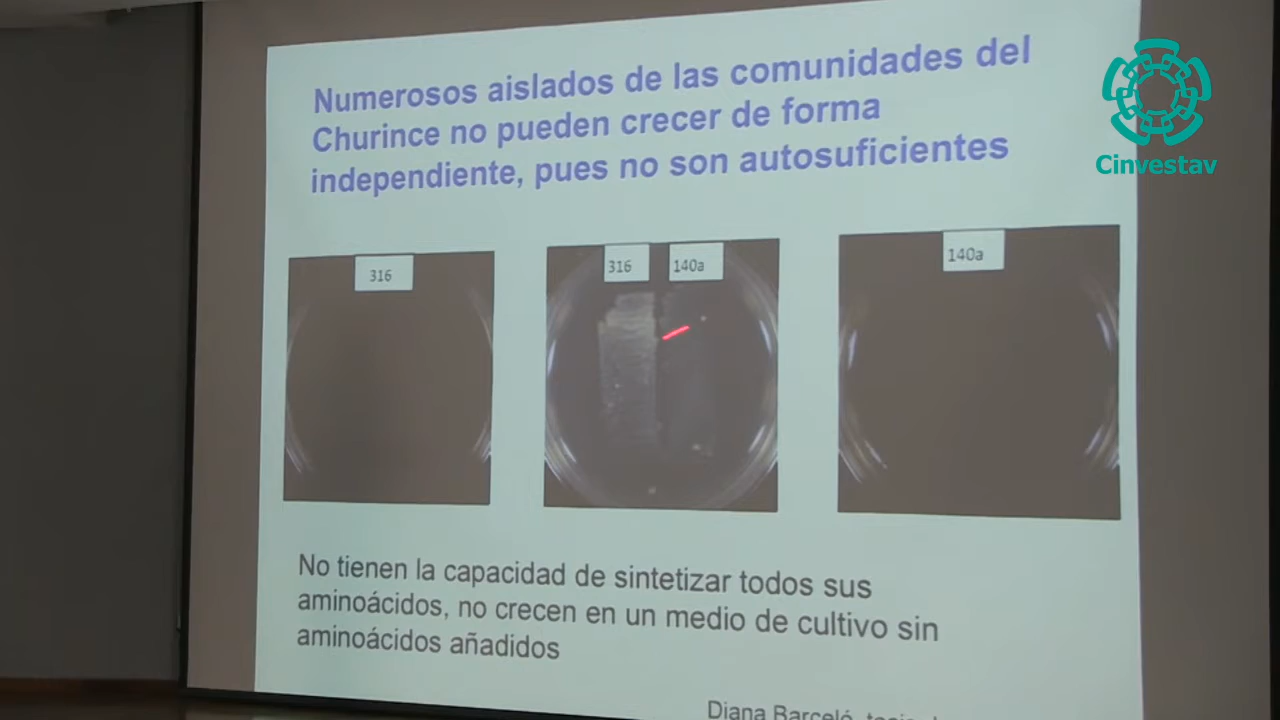 Numerosos aislados de las comunidades del
Churince no pueden crecer de forma
independiente, pues no son autosuficientes
Cinvestav
316
316
140a
140a
No tienen la capacidad de sintetizar todos sus
aminoácidos, no crecen en un medio de cultivo sin
aminoácidos añadidos
Diana Barceló,